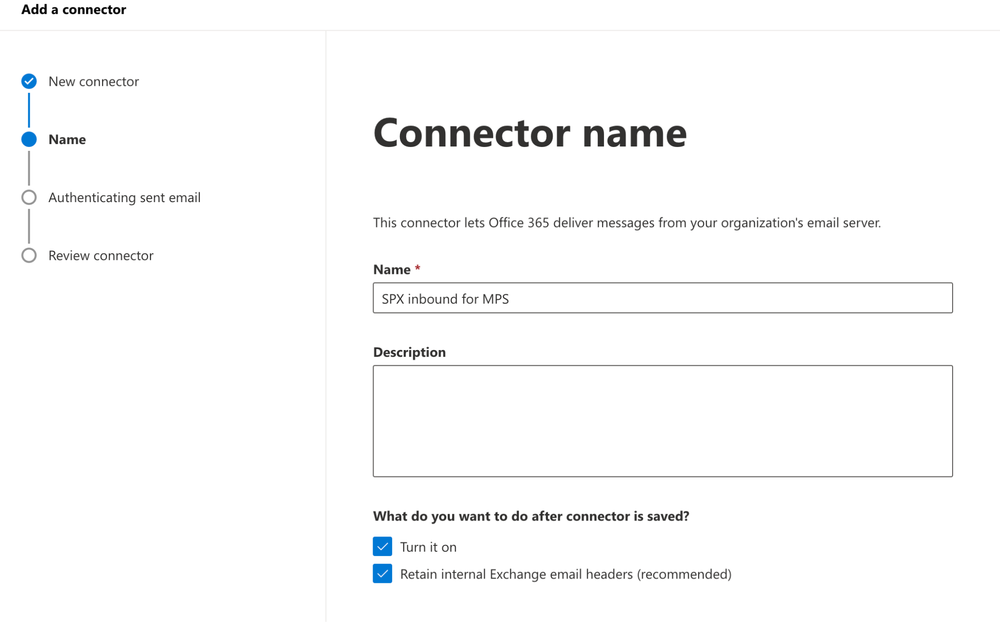 Add a connector
New connector
Name
Authenticating sent email
Review connector
Connector name
This connector lets Office 365 deliver messages from your organization's email server.
Name *
SPX inbound for MPS
Description
What do you want to do after connector is saved?
Turn it on
Retain internal Exchange email headers (recommended)